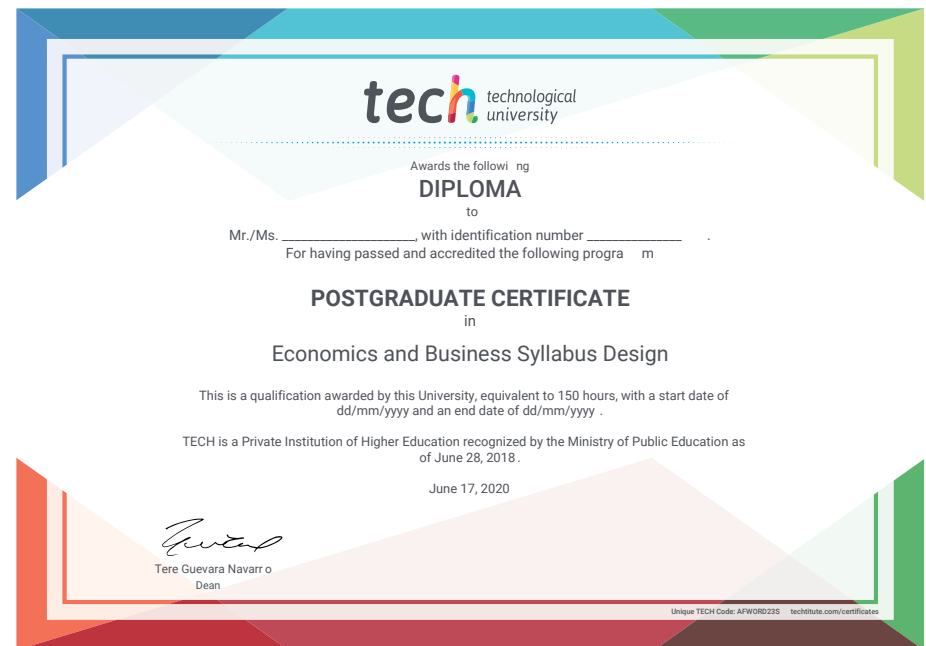 tech technological
university
Awards the followi ng
DIPLOMA
to
Mr./Ms. ______________________, with identification number ________________ .
For having passed and accredited the following progra m
POSTGRADUATE CERTIFICATE
in
Economics and Business Syllabus Design
This is a qualification awarded by this University, equivalent to 150 hours, with a start date of
dd/mm/yyyy and an end date of dd/mm/yyyy .
TECH is a Private Institution of Higher Education recognized by the Ministry of Public Education as
of June 28, 2018 .
June 17, 2020
Tere Guevara Navarr o
Dean
Unique TECH Code: AFWORD23S techtitute.com/certificates